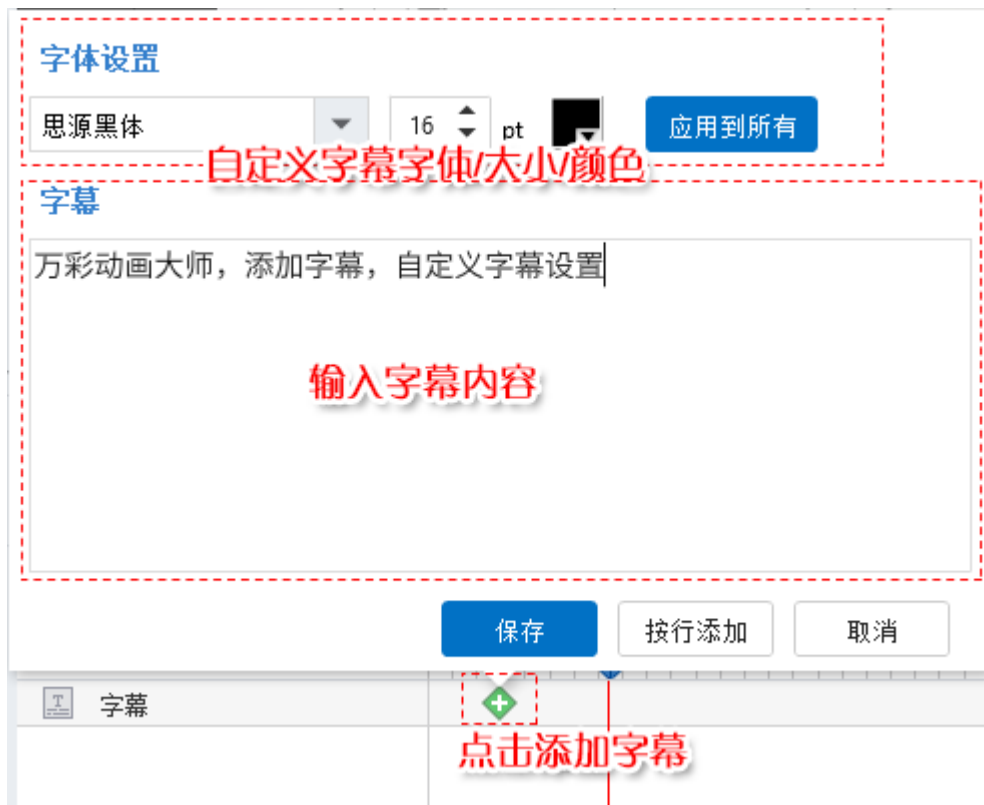 字体设置
思源黑体 16 pt 应用到所有
自定义字幕字体/大小/颜色
字幕
万彩动画大师，添加字幕，自定义字幕设置
输入字幕内容
保存 按行添加 取消
T 字幕
点击添加字幕